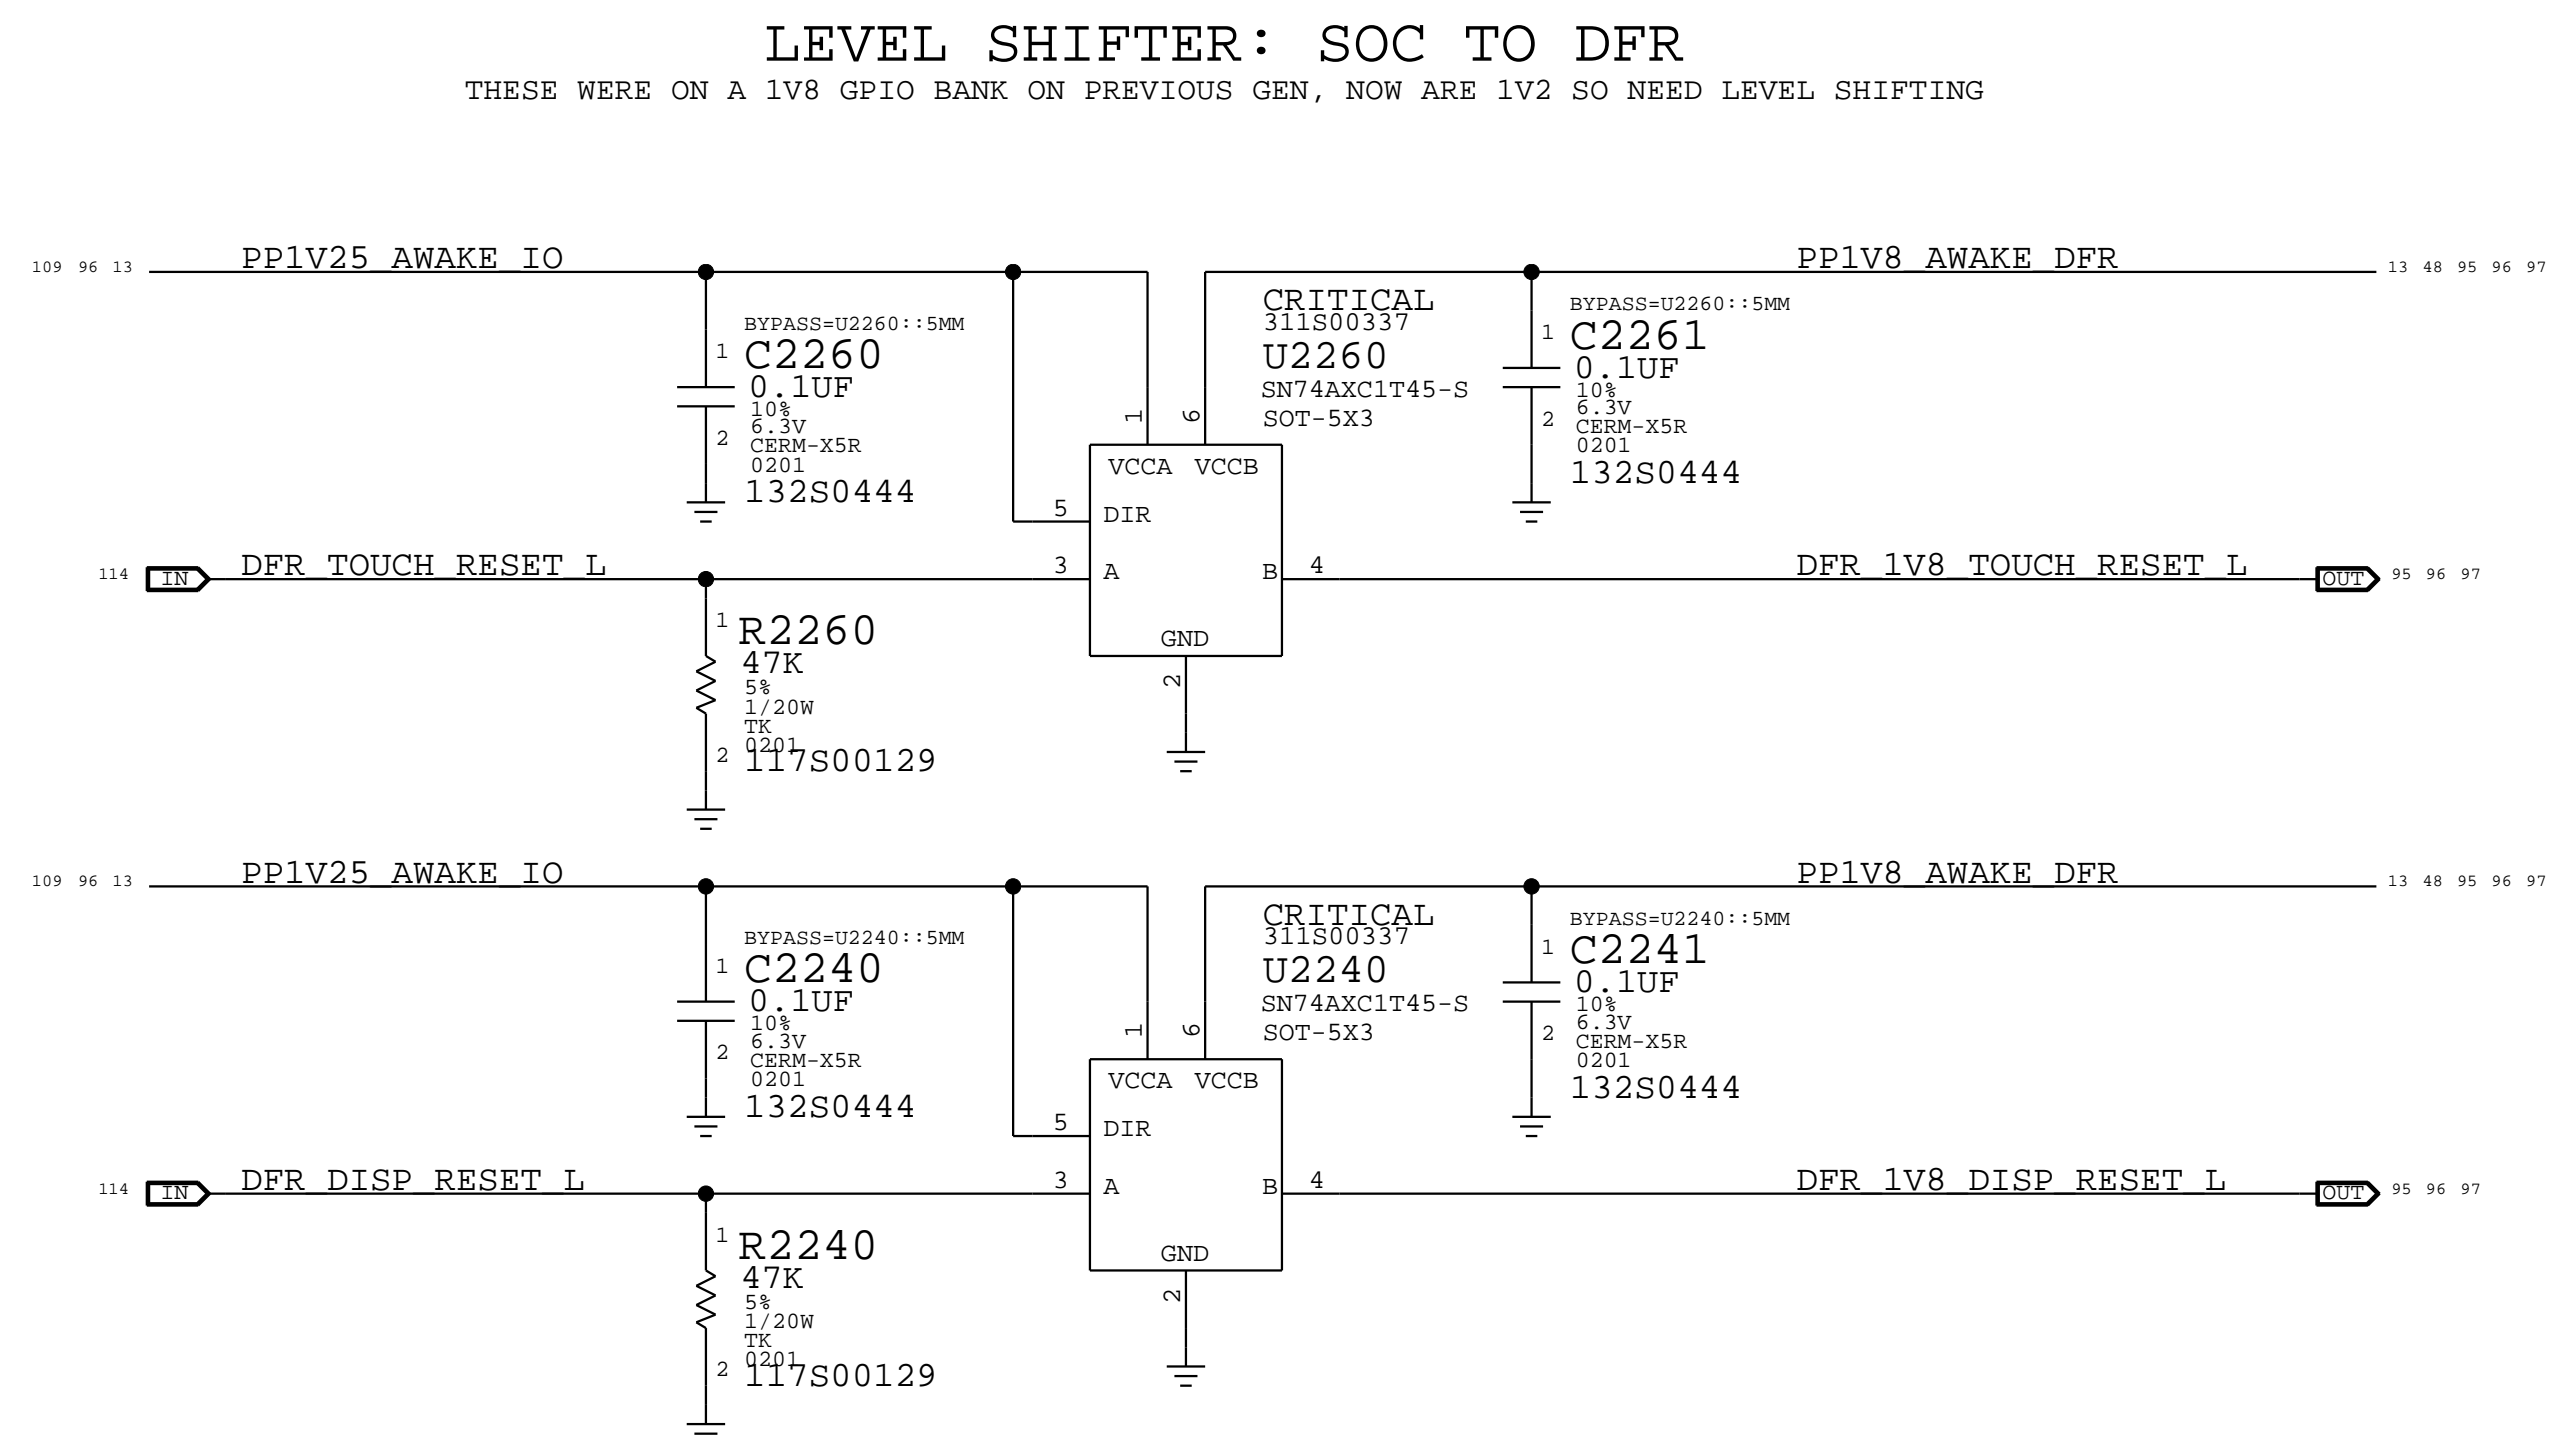 LEVEL SHIFTER: SOC TO DFR
THESE WERE ON A 1V8 GPIO BANK ON PREVIOUS GEN, NOW ARE 1V2 SO NEED LEVEL SHIFTING
109 96 13 PP1V25_AWAKE_IO
PP1V8_AWAKE_DFR 13 48 95 96 97
BYPASS=U2260::5MM
1 C2260
0.1UF
10%
6.3V
2 CERM-X5R
0201
132S0444
CRITICAL
311S00337
U2260
SN74AXC1T45-S
SOT-5X3
BYPASS=U2260::5MM
1 C2261
0.1UF
10%
6.3V
2 CERM-X5R
0201
132S0444
1 6
VCCA VCCB
5 DIR
114 IN DFR_TOUCH_RESET_L 3 A B 4 DFR_1V8_TOUCH_RESET_L OUT 95 96 97
GND
2
1 R2260
47K
5%
1/20W
TK
0201
2 117S00129
109 96 13 PP1V25_AWAKE_IO
PP1V8_AWAKE_DFR 13 48 95 96 97
BYPASS=U2240::5MM
1 C2240
0.1UF
10%
6.3V
2 CERM-X5R
0201
132S0444
CRITICAL
311S00337
U2240
SN74AXC1T45-S
SOT-5X3
BYPASS=U2240::5MM
1 C2241
0.1UF
10%
6.3V
2 CERM-X5R
0201
132S0444
1 6
VCCA VCCB
5 DIR
114 IN DFR_DISP_RESET_L 3 A B 4 DFR_1V8_DISP_RESET_L OUT 95 96 97
GND
2
1 R2240
47K
5%
1/20W
TK
0201
2 117S00129